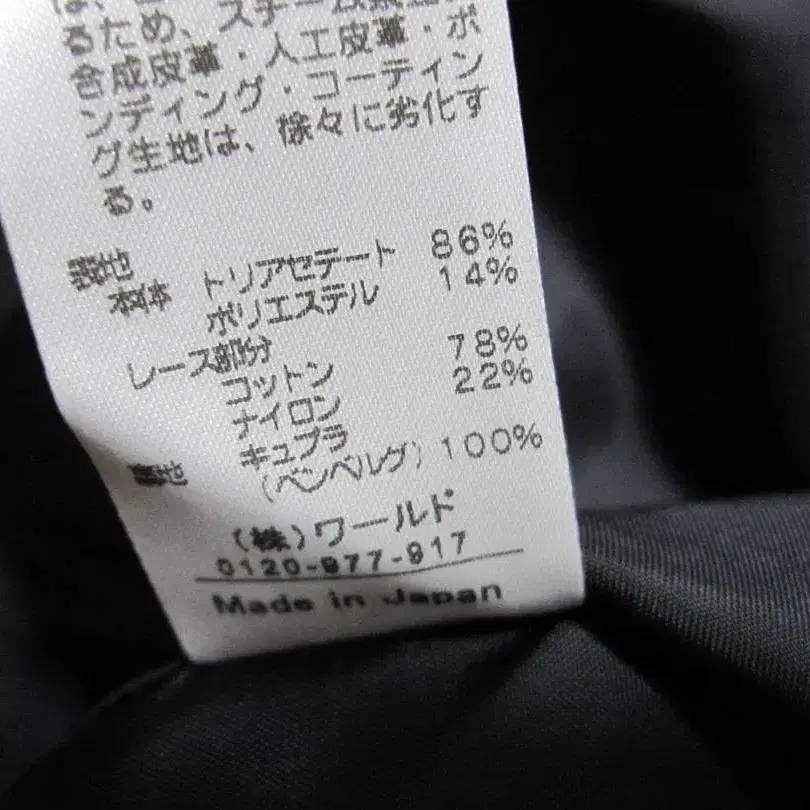 るため、スチーム
合成皮革・人工皮革・ボ
ンディング・コーティン
グ生地は、徐々に劣化す
る。
表地
本体 トリアセテート 86%
ポリエステル 14%
レース部分
コットン 78%
ナイロン 22%
裏地 キュプラ
(ベンベルグ) 100%
(株)ワールド
0120-977-917
Made in Japan